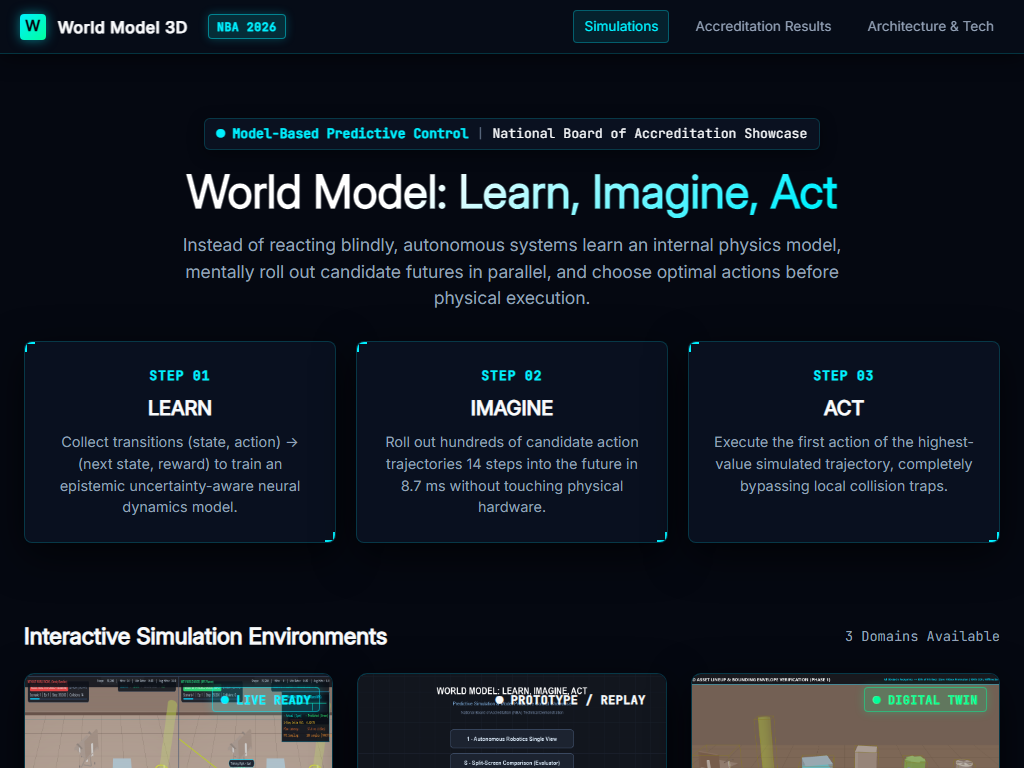 W World Model 3D NBA 2026 Simulations Accreditation Results Architecture & Tech
Model-Based Predictive Control | National Board of Accreditation Showcase
World Model: Learn, Imagine, Act
Instead of reacting blindly, autonomous systems learn an internal physics model,
mentally roll out candidate futures in parallel, and choose optimal actions before
physical execution.
STEP 01
LEARN
Collect transitions (state, action) →
(next state, reward) to train an
epistemic uncertainty-aware neural
dynamics model.
STEP 02
IMAGINE
Roll out hundreds of candidate action
trajectories 14 steps into the future in
8.7 ms without touching physical
hardware.
STEP 03
ACT
Execute the first action of the highest-
value simulated trajectory, completely
bypassing local collision traps.
Interactive Simulation Environments
3 Domains Available
LIVE READY
WORLD MODEL: LEARN, IMAGINE, ACT
PROTOTYPE / REPLAY
1 - Autonomous Robotics Single View
S - Split-Screen Comparison (Evaluator)
ASSET LINEUP & BOUNDING ENVELOPE VERIFICATION (PHASE 1)
DIGITAL TWIN